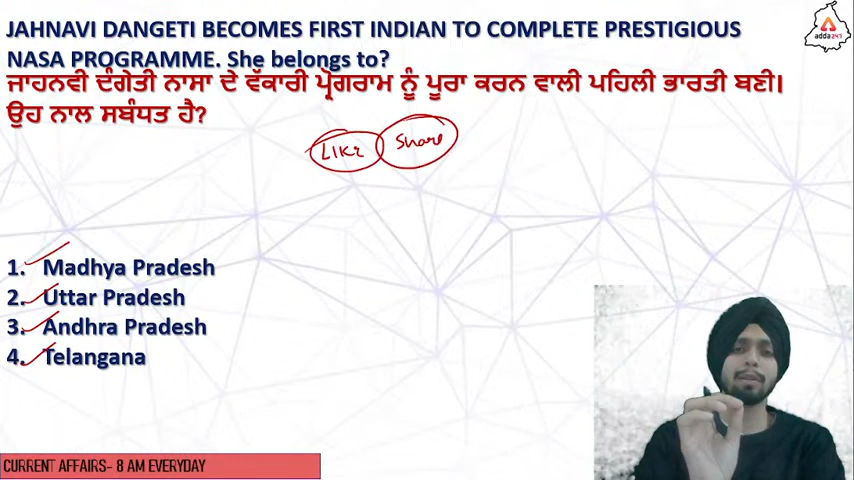 JAHNAVI DANGETI BECOMES FIRST INDIAN TO COMPLETE PRESTIGIOUS
NASA PROGRAMME. She belongs to?
ਜਾਹਨਵੀ ਦੰਗੇਤੀ ਨਾਸਾ ਦੇ ਵੱਕਾਰੀ ਪ੍ਰੋਗਰਾਮ ਨੂੰ ਪੂਰਾ ਕਰਨ ਵਾਲੀ ਪਹਿਲੀ ਭਾਰਤੀ ਬਣੀ।
ਉਹ ਨਾਲ ਸਬੰਧਤ ਹੈ?
LIKE Share
1. Madhya Pradesh
2. Uttar Pradesh
3. Andhra Pradesh
4. Telangana
adda247
CURRENT AFFAIRS- 8 AM EVERYDAY